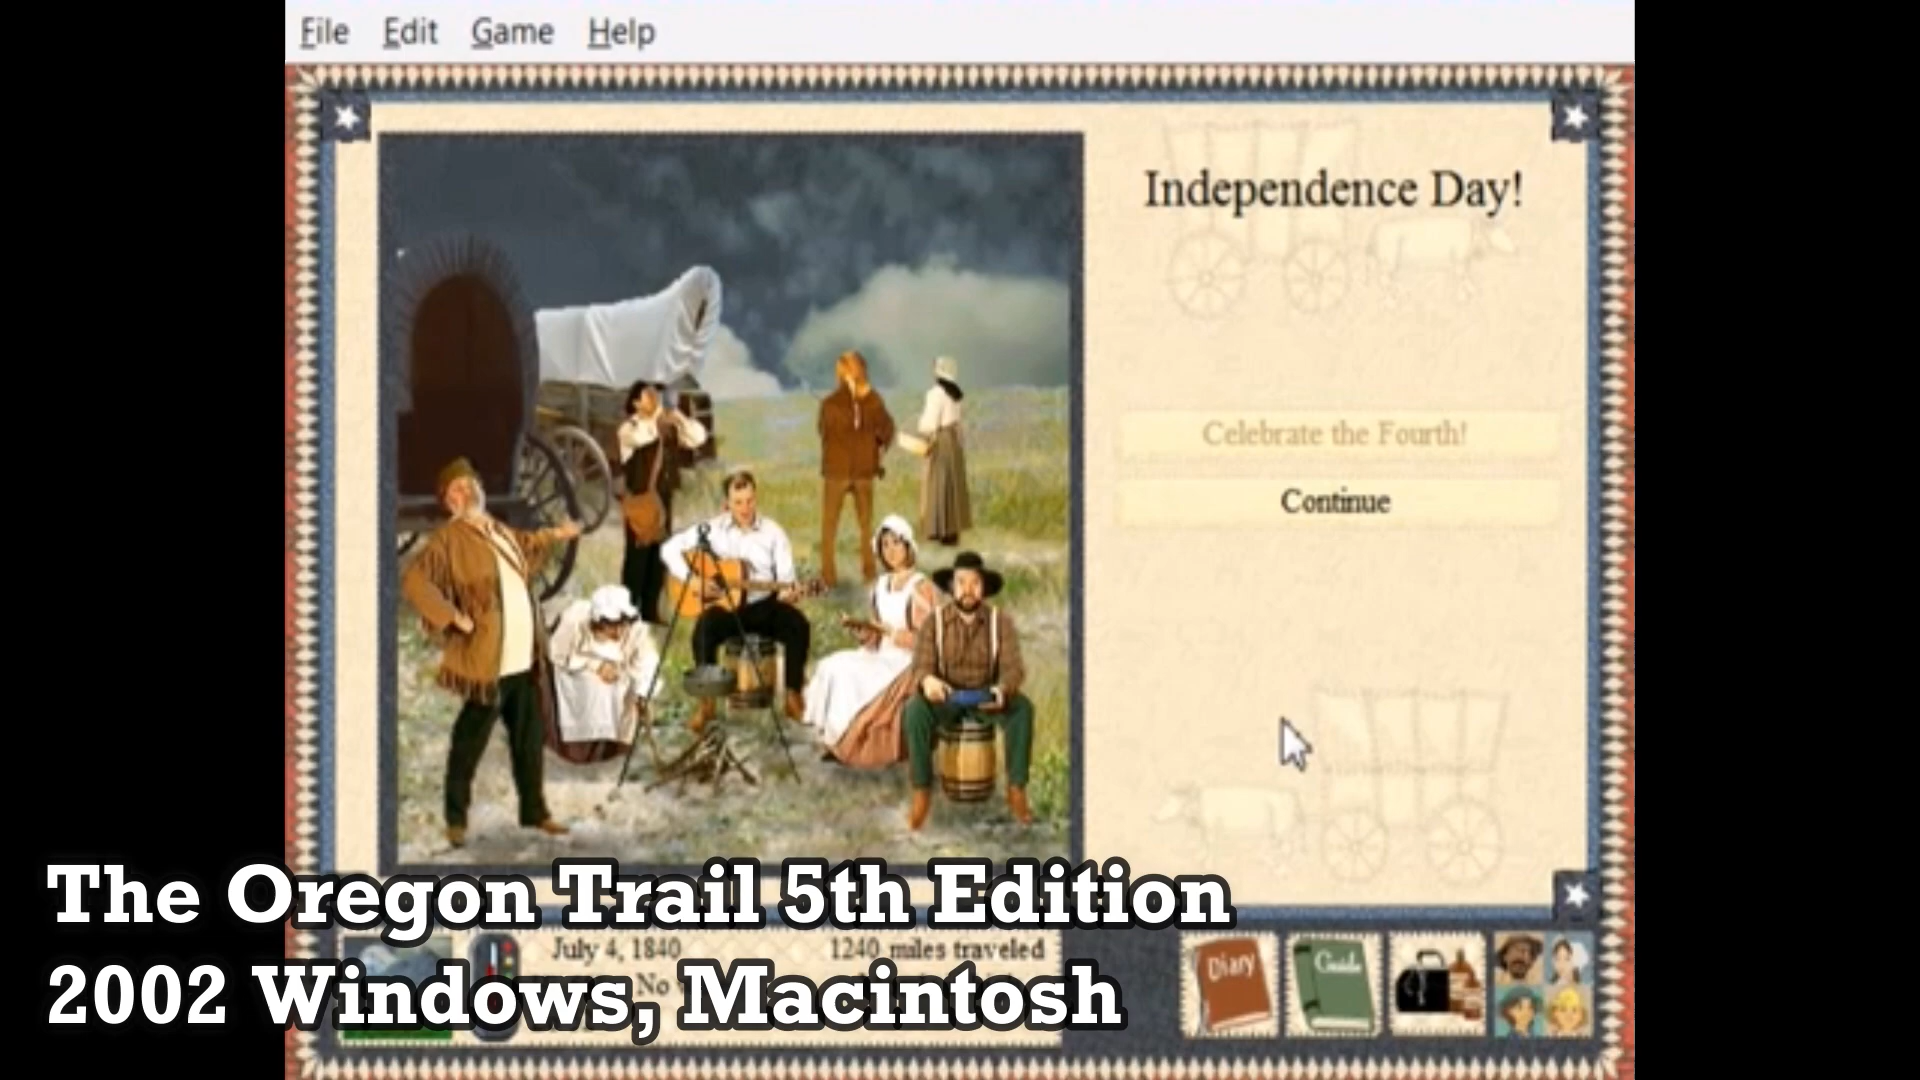 File Edit Game Help
Independence Day!
Celebrate the Fourth!
Continue
The Oregon Trail 5th Edition
July 4, 1840 1240 miles traveled
No
2002 Windows, Macintosh
Diary
Guide